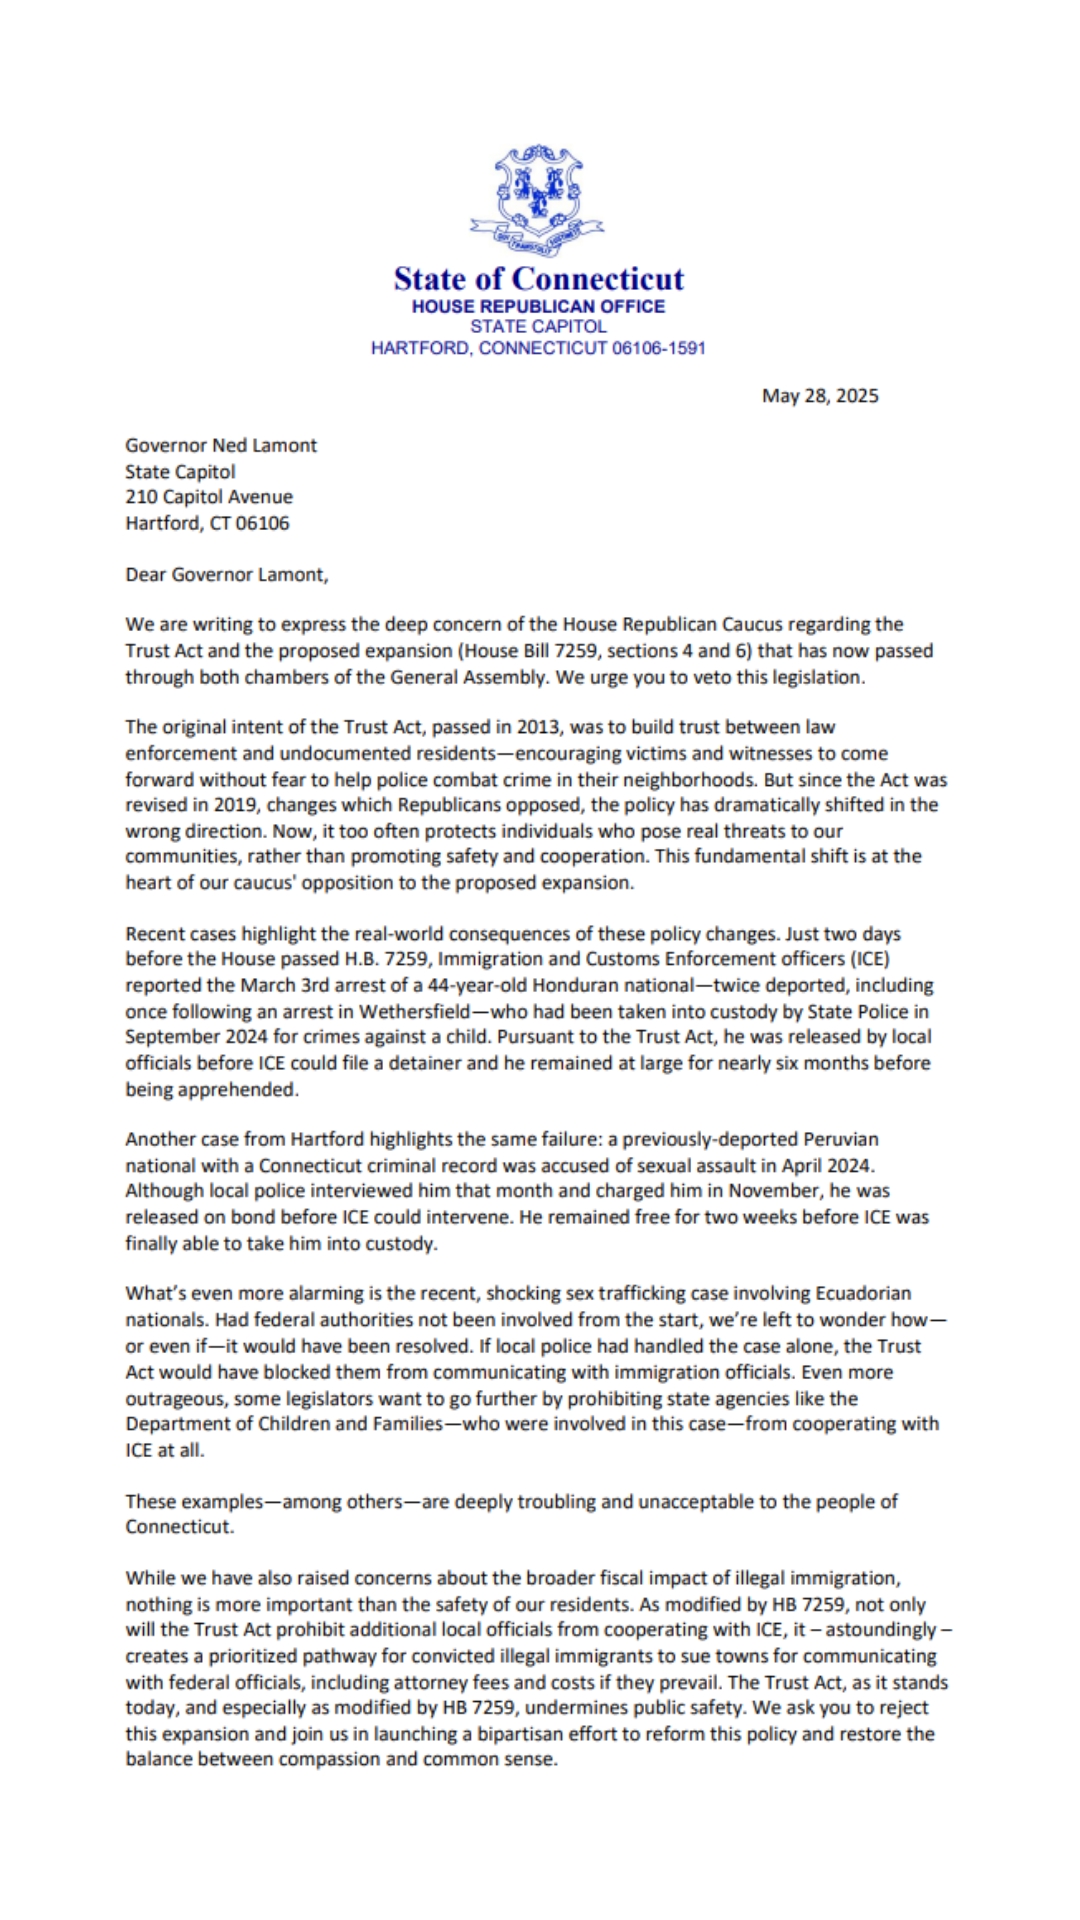 State of Connecticut
HOUSE REPUBLICAN OFFICE
STATE CAPITOL
HARTFORD, CONNECTICUT 06106-1591
May 28, 2025
Governor Ned Lamont
State Capitol
210 Capitol Avenue
Hartford, CT 06106
Dear Governor Lamont,
We are writing to express the deep concern of the House Republican Caucus regarding the
Trust Act and the proposed expansion (House Bill 7259, sections 4 and 6) that has now passed
through both chambers of the General Assembly. We urge you to veto this legislation.
The original intent of the Trust Act, passed in 2013, was to build trust between law
enforcement and undocumented residents—encouraging victims and witnesses to come
forward without fear to help police combat crime in their neighborhoods. But since the Act was
revised in 2019, changes which Republicans opposed, the policy has dramatically shifted in the
wrong direction. Now, it too often protects individuals who pose real threats to our
communities, rather than promoting safety and cooperation. This fundamental shift is at the
heart of our caucus' opposition to the proposed expansion.
Recent cases highlight the real-world consequences of these policy changes. Just two days
before the House passed H.B. 7259, Immigration and Customs Enforcement officers (ICE)
reported the March 3rd arrest of a 44-year-old Honduran national—twice deported, including
once following an arrest in Wethersfield—who had been taken into custody by State Police in
September 2024 for crimes against a child. Pursuant to the Trust Act, he was released by local
officials before ICE could file a detainer and he remained at large for nearly six months before
being apprehended.
Another case from Hartford highlights the same failure: a previously-deported Peruvian
national with a Connecticut criminal record was accused of sexual assault in April 2024.
Although local police interviewed him that month and charged him in November, he was
released on bond before ICE could intervene. He remained free for two weeks before ICE was
finally able to take him into custody.
What’s even more alarming is the recent, shocking sex trafficking case involving Ecuadorian
nationals. Had federal authorities not been involved from the start, we’re left to wonder how—
or even if—it would have been resolved. If local police had handled the case alone, the Trust
Act would have blocked them from communicating with immigration officials. Even more
outrageous, some legislators want to go further by prohibiting state agencies like the
Department of Children and Families—who were involved in this case—from cooperating with
ICE at all.
These examples—among others—are deeply troubling and unacceptable to the people of
Connecticut.
While we have also raised concerns about the broader fiscal impact of illegal immigration,
nothing is more important than the safety of our residents. As modified by HB 7259, not only
will the Trust Act prohibit additional local officials from cooperating with ICE, it – astoundingly –
creates a prioritized pathway for convicted illegal immigrants to sue towns for communicating
with federal officials, including attorney fees and costs if they prevail. The Trust Act, as it stands
today, and especially as modified by HB 7259, undermines public safety. We ask you to reject
this expansion and join us in launching a bipartisan effort to reform this policy and restore the
balance between compassion and common sense.